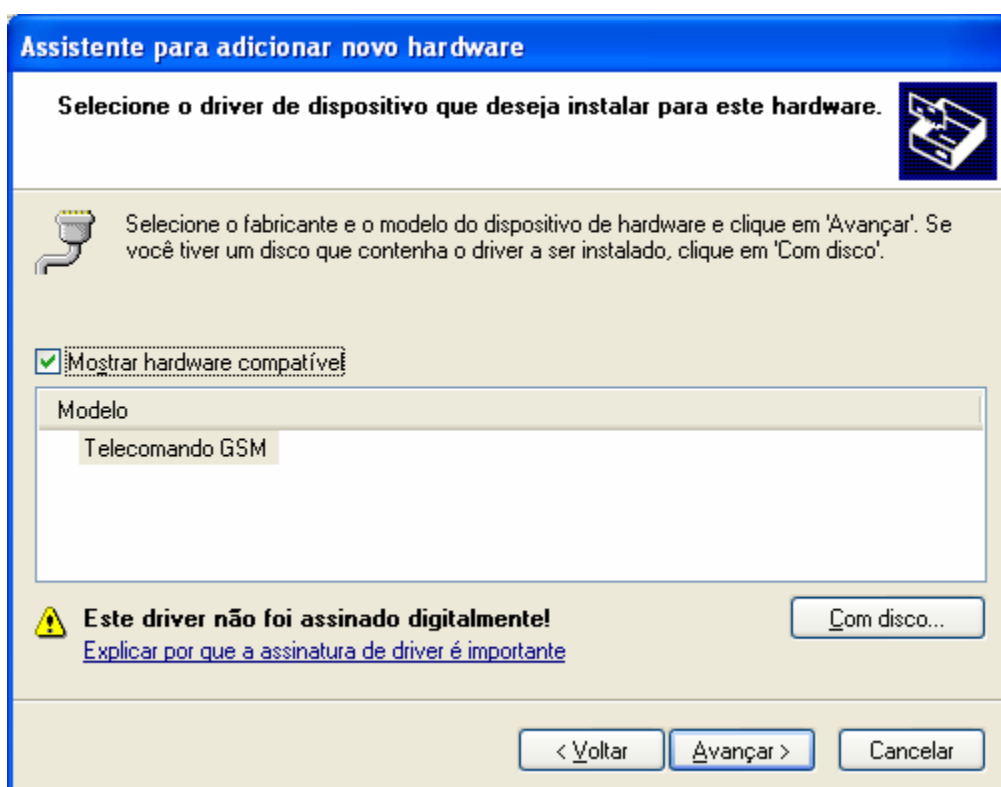 Assistente para adicionar novo hardware
Selecione o driver de dispositivo que deseja instalar para este hardware.
Selecione o fabricante e o modelo do dispositivo de hardware e clique em 'Avançar'. Se
você tiver um disco que contenha o driver a ser instalado, clique em 'Com disco'.
Mostrar hardware compatível
Modelo
Telecomando GSM
Este driver não foi assinado digitalmente!
Com disco...
Explicar por que a assinatura de driver é importante
< Voltar
Avançar >
Cancelar